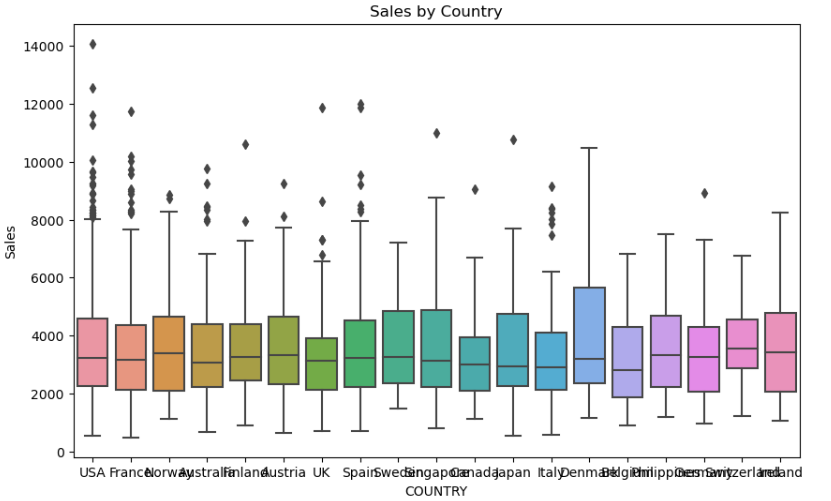 Sales by Country
14000
12000
10000
8000
6000
4000
2000
0
Sales
USA France Norway Australia Finland Austria UK Spain Sweden Singapore Canada Japan Italy Denmark Belgium Philippines Germany Switzerland Ireland
COUNTRY